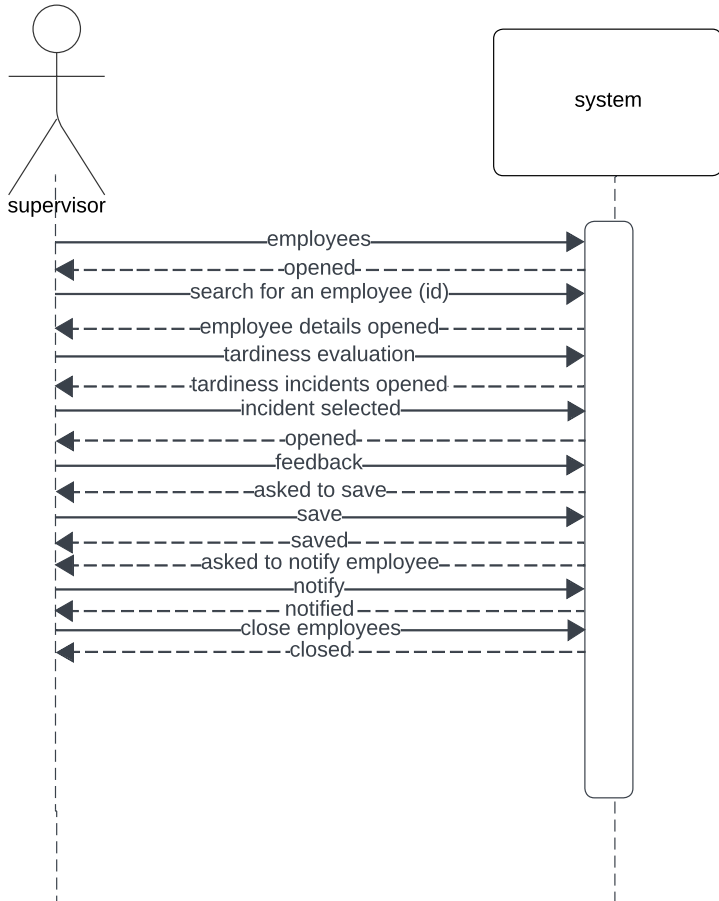 system
supervisor
employees
opened
search for an employee (id)
employee details opened
tardiness evaluation
tardiness incidents opened
incident selected
opened
feedback
asked to save
save
saved
asked to notify employee
notify
notified
close employees
closed